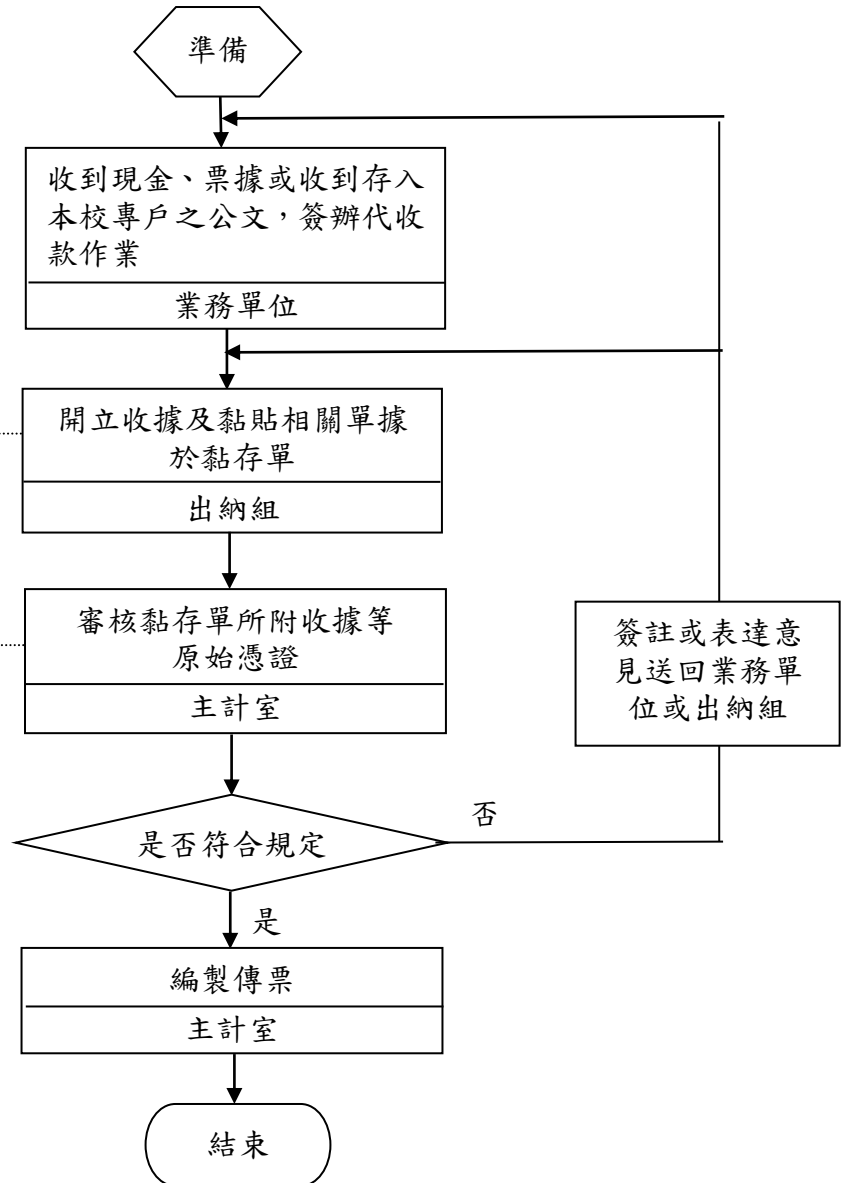 準備
收到現金、票據或收到存入
本校專戶之公文，簽辦代收
款作業
業務單位
開立收據及黏貼相關單據
於黏存單
出納組
審核黏存單所附收據等
原始憑證
主計室
簽註或表達意
見送回業務單
位或出納組
是否符合規定
否
是
編製傳票
主計室
結束